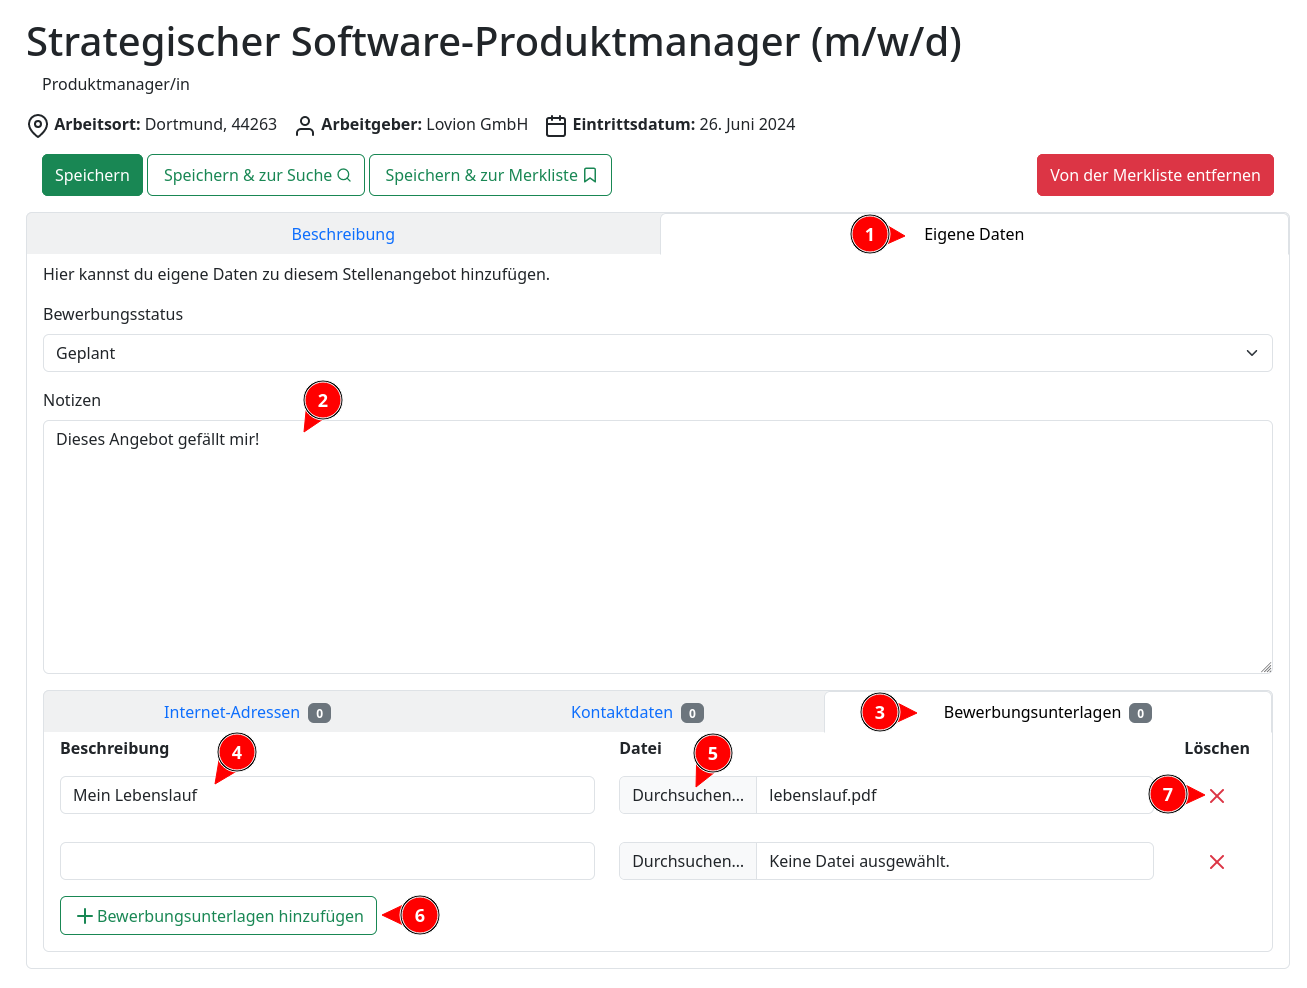 Strategischer Software-Produktmanager (m/w/d)
Produktmanager/in
Arbeitsort: Dortmund, 44263 Arbeitgeber: Lovion GmbH Eintrittsdatum: 26. Juni 2024
Speichern Speichern & zur Suche Speichern & zur Merkliste Von der Merkliste entfernen
Beschreibung 1 Eigene Daten
Hier kannst du eigene Daten zu diesem Stellenangebot hinzufügen.
Bewerbungsstatus
Geplant
Notizen 2
Dieses Angebot gefällt mir!
Internet-Adressen 0 Kontaktdaten 0 3 Bewerbungsunterlagen 0
Beschreibung 4 Datei 5 Löschen
Mein Lebenslauf Durchsuchen... lebenslauf.pdf 7
Durchsuchen... Keine Datei ausgewählt.
Bewerbungsunterlagen hinzufügen 6